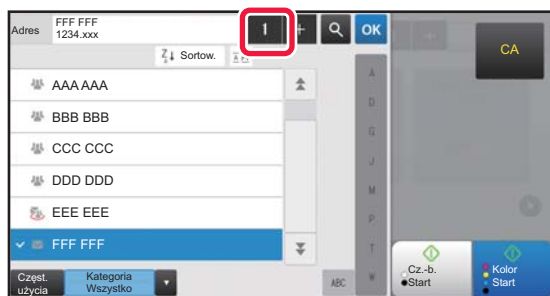 Adres
FFF FFF
1234.xxx
1
+
OK
CA
Z↓ Sortow.
AAA AAA
BBB BBB
CCC CCC
DDD DDD
EEE EEE
FFF FFF
A
D
G
J
M
P
T
W
ABC
Częst.
użycia
Kategoria
Wszystko
Cz.-b.
Start
Kolor
Start